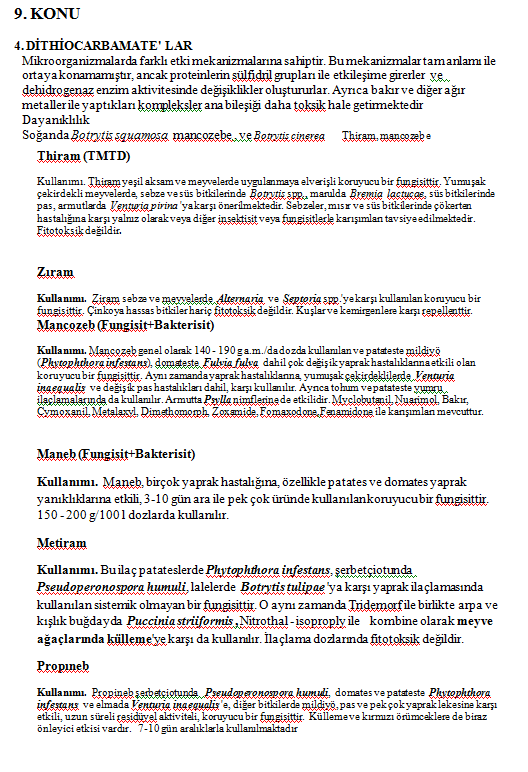 9. KONU
4. DİTHİOCARBAMATE' LAR
Mikroorganizmalarda farklı etki mekanizmalarına sahiptir. Bu mekanizmalar tam anlamı ile
ortaya konamamıştır, ancak proteinlerin sülfidril grupları ile etkileşime girerler ve
dehidrogenaz enzim aktivitesinde değişiklikler oluştururlar. Ayrıca bakır ve diğer ağır
metaller ile yaptıkları kompleksler ana bileşiği daha toksik hale getirmektedir
Dayanıklılık
Soğanda Botrytis squamosa mancozebe, ve Botrytis cinerea Thiram, mancozeb e
Thiram (TMTD)
Kullanımı. Thiram yeşil aksam ve meyvelerde uygulanmaya elverişli koruyucu bir fungisittir. Yumuşak
çekirdekli meyvelerde, sebze ve süs bitkilerinde Botrytis spp., marulda Bremia lactucae, süs bitkilerinde
pas, armutlarda Venturia pirina 'ya karşı önerilmektedir. Sebzeler, mısır ve süs bitkilerinde çökerten
hastalığına karşı yalnız olarak veya diğer insektisit veya fungisitlerle karışımları tavsiye edilmektedir.
Fitotoksik değildir.
Ziram
Kullanımı. Ziram sebze ve meyvelerde Alternaria ve Septoria spp.'ye karşı kullanılan koruyucu bir
fungisittir. Çinkoya hassas bitkiler hariç fitotoksik değildir. Kuşlar ve kemirgenlere karşı repellenttir.
Mancozeb (Fungisit+Bakterisit)
Kullanımı. Mancozeb genel olarak 140 - 190 g a.m./da dozda kullanılan ve patateste mildiyö
(Phytophthora infestans), domateste Fulvia fulva dahil çok değişik yaprak hastalıklarına etkili olan
koruyucu bir fungisittir. Aynı zamanda yaprak hastalıklarına, yumuşak çekirdeklilerde Venturia
inaequalis ve değişik pas hastalıkları dahil, karşı kullanılır. Ayrıca tohum ve patateste yumru
ilaçlamalarında da kullanılır. Armutta Psylla nimflerine de etkilidir. Myclobutanil, Nuarimol, Bakır,
Cymoxanil, Metalaxyl, Dimethomorph, Zoxamide, Fomaxodone, Fenamidone ile karışımları mevcuttur.
Maneb (Fungisit+Bakterisit)
Kullanımı. Maneb, birçok yaprak hastalığına, özellikle patates ve domates yaprak
yanıklıklarına etkili, 3-10 gün ara ile pek çok üründe kullanılan koruyucu bir fungisittir.
150 - 200 g/100 l dozlarda kullanılır.
Metiram
Kullanımı. Bu ilaç patateslerde Phytophthora infestans, şerbetçiotunda
Pseudoperonospora humuli, lalelerde Botrytis tulipae 'ya karşı yaprak ilaçlamasında
kullanılan sistemik olmayan bir fungisittir. O aynı zamanda Tridemorf ile birlikte arpa ve
kışlık buğdayda Puccinia striiformis, Nitrothal - isoproply ile kombine olarak meyve
ağaçlarında külleme'ye karşı da kullanılır. İlaçlama dozlarında fitotoksik değildir.
Propineb
Kullanımı. Propineb şerbetçiotunda Pseudoperonospora humuli, domates ve patateste Phytophthora
infestans ve elmada Venturia inaequalis'e, diğer bitkilerde mildiyö, pas ve pek çok yaprak lekesine karşı
etkili, uzun süreli residüyel aktiviteli, koruyucu bir fungisittir. Külleme ve kırmızı örümceklere de biraz
önleyici etkisi vardır. 7-10 gün aralıklarla kullanılmaktadır